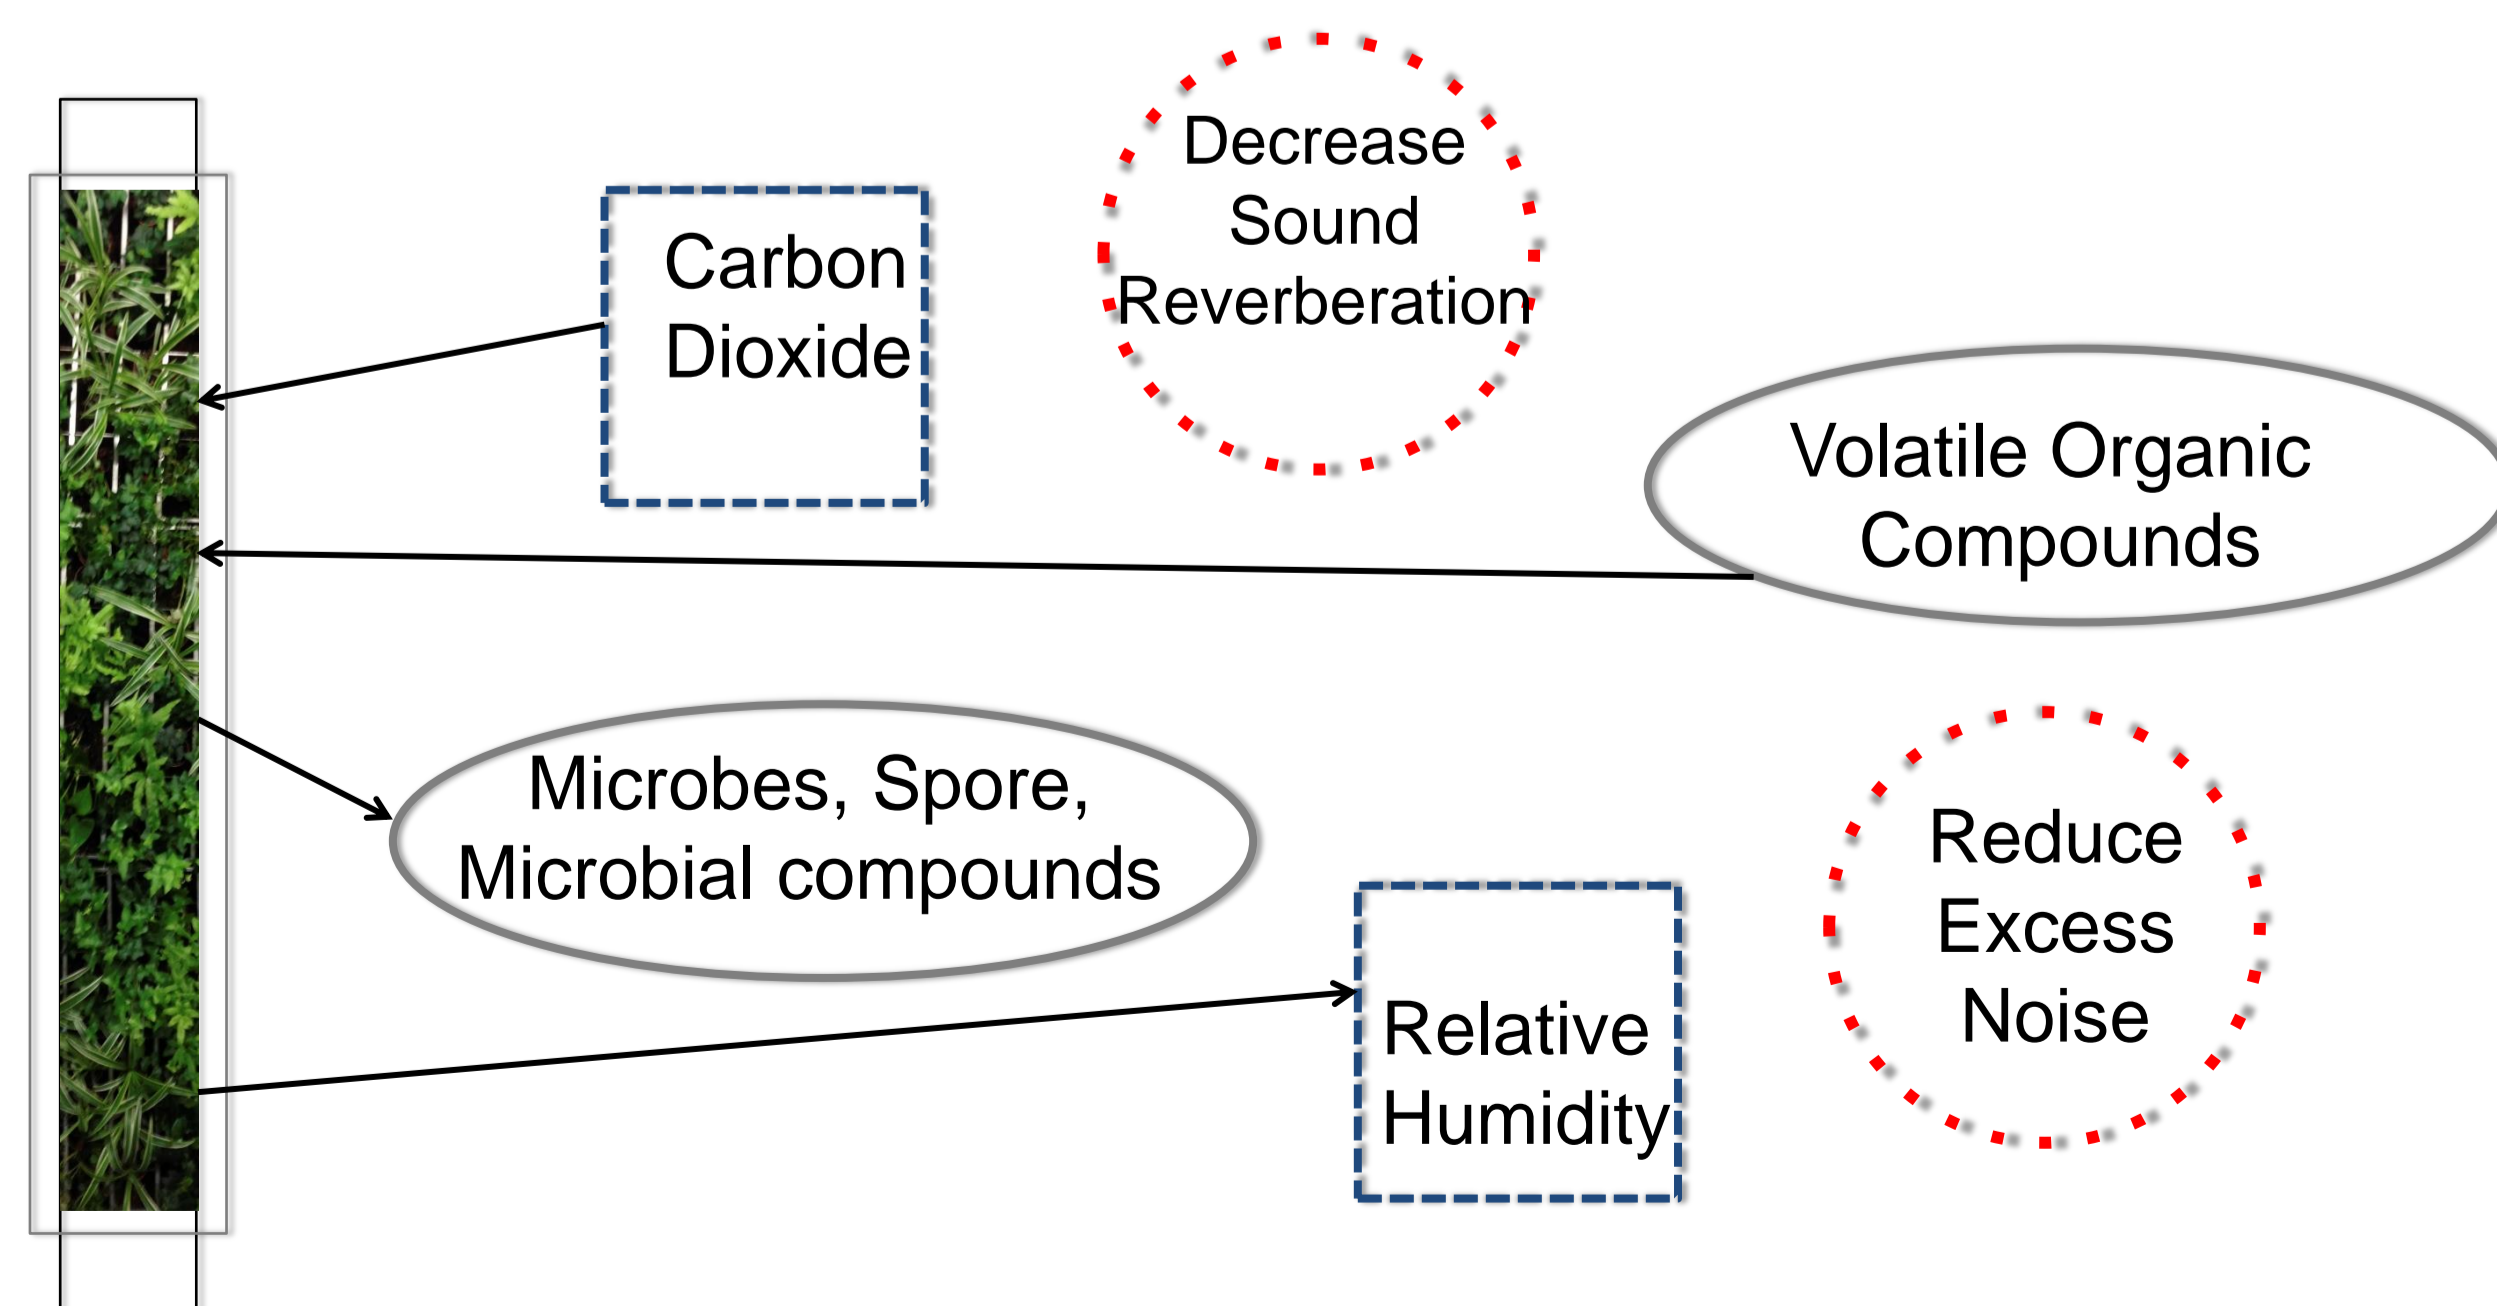 Decrease
Sound
Reverberation
Carbon
Dioxide
Volatile Organic
Compounds
Microbes, Spore,
Microbial compounds
Reduce
Excess
Noise
Relative
Humidity